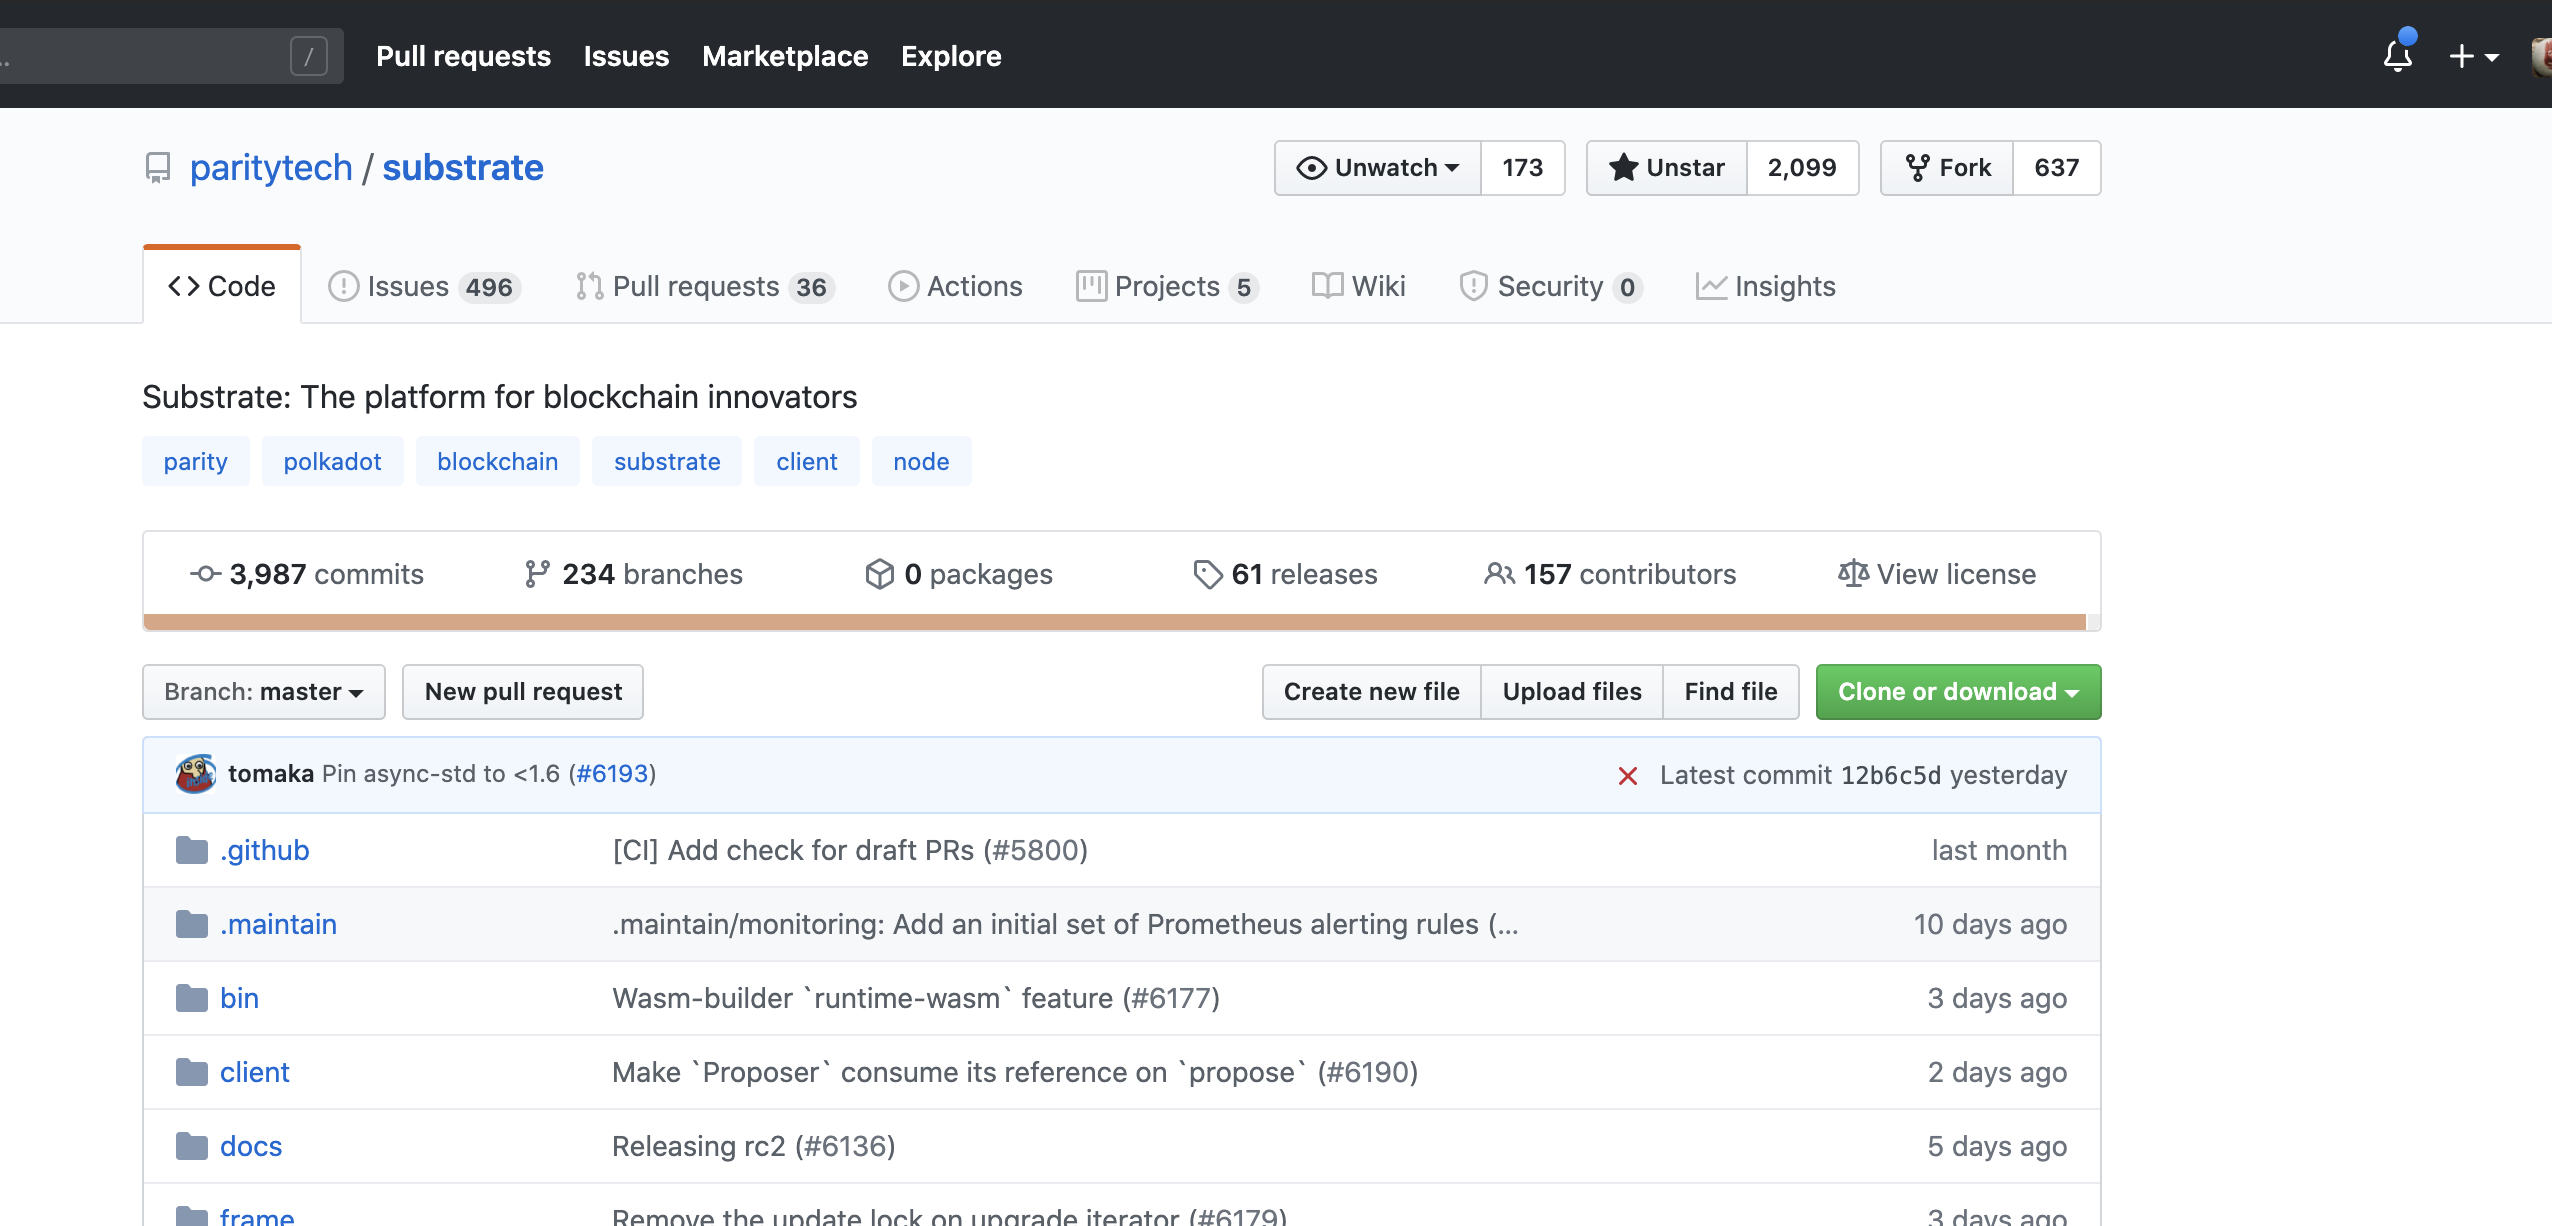 .. / Pull requests Issues Marketplace Explore
paritytech / substrate Unwatch 173 Unstar 2,099 Fork 637
Code Issues 496 Pull requests 36 Actions Projects 5 Wiki Security 0 Insights
Substrate: The platform for blockchain innovators
parity polkadot blockchain substrate client node
3,987 commits 234 branches 0 packages 61 releases 157 contributors View license
Branch: master New pull request Create new file Upload files Find file Clone or download
tomaka Pin async-std to <1.6 (#6193) Latest commit 12b6c5d yesterday
.github [CI] Add check for draft PRs (#5800) last month
.maintain .maintain/monitoring: Add an initial set of Prometheus alerting rules (... 10 days ago
bin Wasm-builder `runtime-wasm` feature (#6177) 3 days ago
client Make `Proposer` consume its reference on `propose` (#6190) 2 days ago
docs Releasing rc2 (#6136) 5 days ago
frame Remove the update lock on upgrade iterator (#6179) 3 days ago